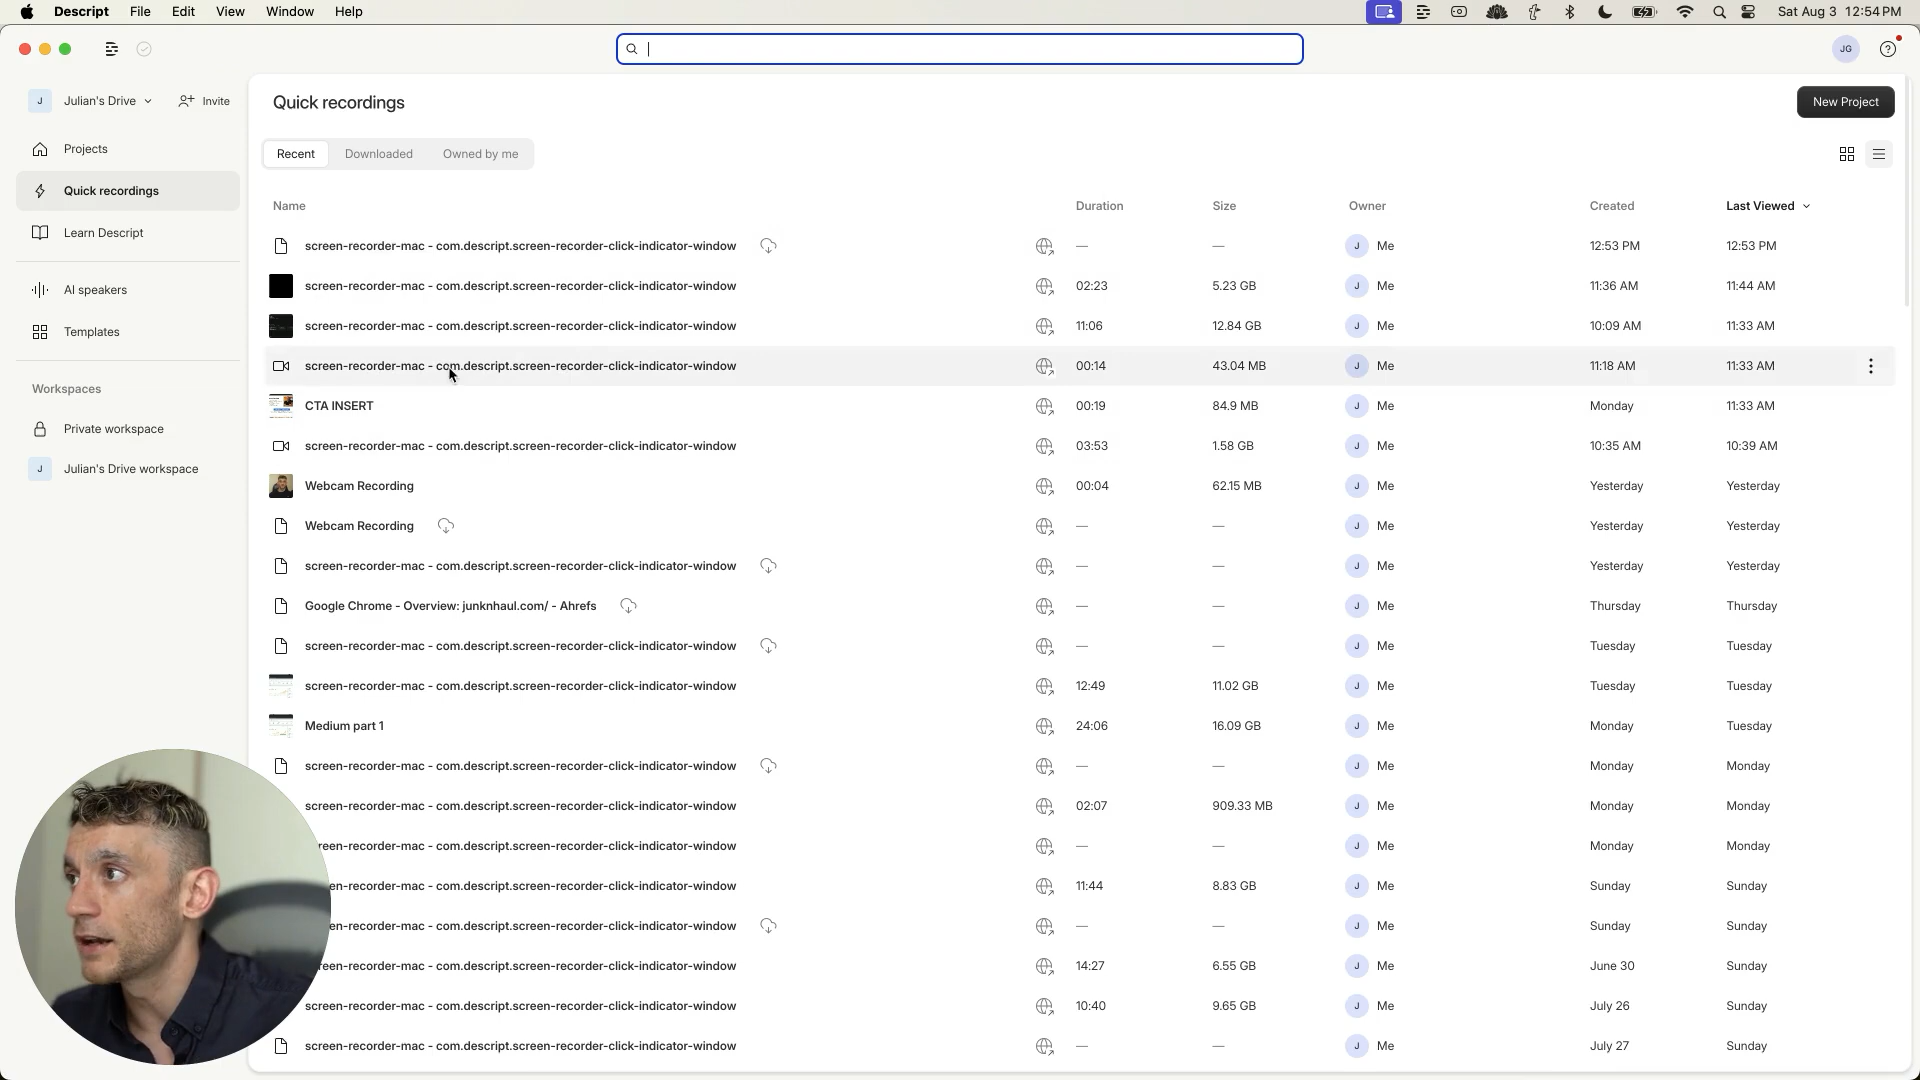 Descript File Edit View Window Help Sat Aug 3 12:54 PM
JG ?
J Julian's Drive Invite
Quick recordings New Project
Projects
Recent Downloaded Owned by me
Quick recordings
Learn Descript
AI speakers
Templates
Workspaces
Private workspace
J Julian's Drive workspace
Name Duration Size Owner Created Last Viewed
screen-recorder-mac - com.descript.screen-recorder-click-indicator-window — — J Me 12:53 PM 12:53 PM
screen-recorder-mac - com.descript.screen-recorder-click-indicator-window 02:23 5.23 GB J Me 11:36 AM 11:44 AM
screen-recorder-mac - com.descript.screen-recorder-click-indicator-window 11:06 12.84 GB J Me 10:09 AM 11:33 AM
screen-recorder-mac - com.descript.screen-recorder-click-indicator-window 00:14 43.04 MB J Me 11:18 AM 11:33 AM
CTA INSERT 00:19 84.9 MB J Me Monday 11:33 AM
screen-recorder-mac - com.descript.screen-recorder-click-indicator-window 03:53 1.58 GB J Me 10:35 AM 10:39 AM
Webcam Recording 00:04 62.15 MB J Me Yesterday Yesterday
Webcam Recording — — J Me Yesterday Yesterday
screen-recorder-mac - com.descript.screen-recorder-click-indicator-window — — J Me Yesterday Yesterday
Google Chrome - Overview: junknhaul.com/ - Ahrefs — — J Me Thursday Thursday
screen-recorder-mac - com.descript.screen-recorder-click-indicator-window — — J Me Tuesday Tuesday
screen-recorder-mac - com.descript.screen-recorder-click-indicator-window 12:49 11.02 GB J Me Tuesday Tuesday
Medium part 1 24:06 16.09 GB J Me Monday Tuesday
screen-recorder-mac - com.descript.screen-recorder-click-indicator-window — — J Me Monday Monday
screen-recorder-mac - com.descript.screen-recorder-click-indicator-window 02:07 909.33 MB J Me Monday Monday
reen-recorder-mac - com.descript.screen-recorder-click-indicator-window — — J Me Monday Monday
en-recorder-mac - com.descript.screen-recorder-click-indicator-window 11:44 8.83 GB J Me Sunday Sunday
en-recorder-mac - com.descript.screen-recorder-click-indicator-window — — J Me Sunday Sunday
reen-recorder-mac - com.descript.screen-recorder-click-indicator-window 14:27 6.55 GB J Me June 30 Sunday
screen-recorder-mac - com.descript.screen-recorder-click-indicator-window 10:40 9.65 GB J Me July 26 Sunday
screen-recorder-mac - com.descript.screen-recorder-click-indicator-window — — J Me July 27 Sunday